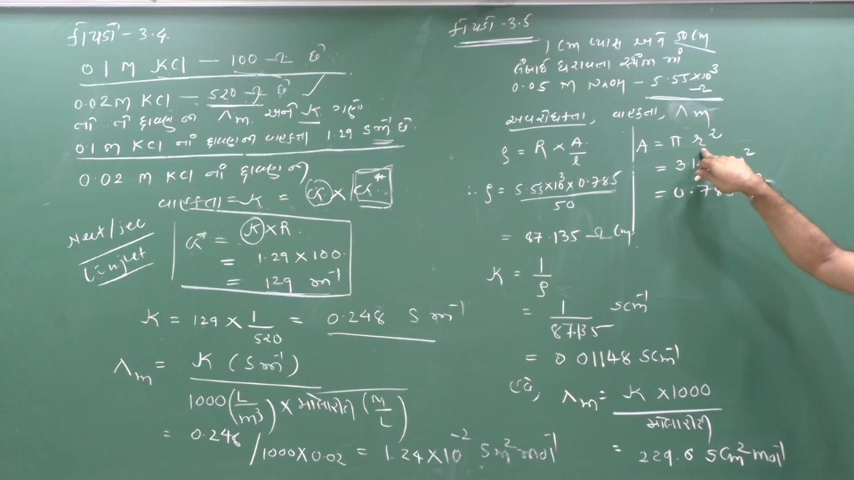 કોયડો - 3.4
0.1 M KCl — 100 Ω છે
0.02 M KCl - 520 Ω છે ✓
તો તે દ્રાવણ ના Λm અને K
0.1 M KCl નાં દ્રાવણની વાહકતા 1.29 S m⁻¹ છે
0.02 M KCl નાં દ્રાવણ ની
વાહકતા = K =
Neet/jee
G* = K × R
= 1.29 × 100
= 129 m⁻¹
K = 129 × 1/520 = 0.248 S m⁻¹
Λm = K (S m⁻¹) / 1000 (L/m³) × મોલારીટી (M/L)
= 0.248 / 1000 × 0.02 = 1.24 × 10⁻² S m² mol⁻¹
કોયડો - 3.5
1 cm વ્યાસ અને 50 cm
લંબાઈ ધરાવતા
0.05 M NaOH - 5.55 × 10³ Ω
અવરોધકતા, વાહકતા, Λm
ρ = R × A/l
∴ ρ = 5.55 × 10³ × 0.785 / 50
= 87.135 Ω cm
A = π r²
= 0.785
K = 1/ρ
= 1/87.135 S cm⁻¹
= 0.01148 S cm⁻¹
હવે, Λm = K × 1000 / મોલારીટી
= 229.6 S cm² mol⁻¹